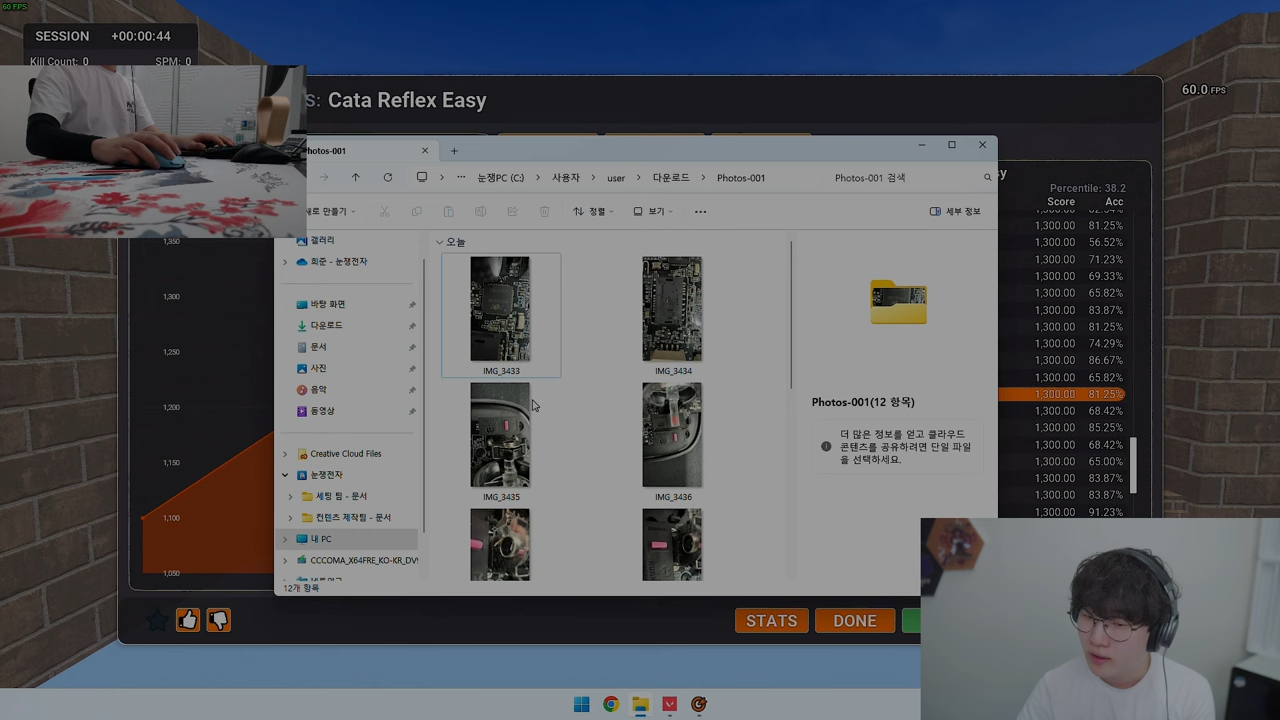 60 FPS
SESSION +00:00:44
Kill Count: 0 SPM: 0
S: Cata Reflex Easy
60.0 FPS
hotos-001
눈쟁PC (C:) 사용자 user 다운로드 Photos-001
Photos-001 검색
새로 만들기
정렬
보기
세부 정보
sy
Percentile: 38.2
Score Acc
81.25%
1,300.00 56.52%
1,300.00 71.23%
1,300.00 69.33%
1,300.00 65.82%
1,300.00 83.87%
1,300.00 81.25%
1,300.00 74.29%
1,300.00 86.67%
1,300.00 65.82%
1,300.00 81.25%
1,300.00 68.42%
1,300.00 85.25%
1,300.00 68.42%
1,300.00 65.00%
1,300.00 83.87%
1,300.00 83.87%
1,300.00 91.23%
1,350
1,300
1,250
1,200
1,150
1,100
1,050
갤러리
희준 - 눈쟁전자
바탕 화면
다운로드
문서
사진
음악
동영상
Creative Cloud Files
눈쟁전자
세팅 팀 - 문서
컨텐츠 제작팀 - 문서
내 PC
CCCOMA_X64FRE_KO-KR_DV
12개 항목
오늘
IMG_3433
IMG_3434
IMG_3435
IMG_3436
Photos-001(12 항목)
더 많은 정보를 얻고 클라우드
콘텐츠를 공유하려면 단일 파일
을 선택하세요.
STATS
DONE